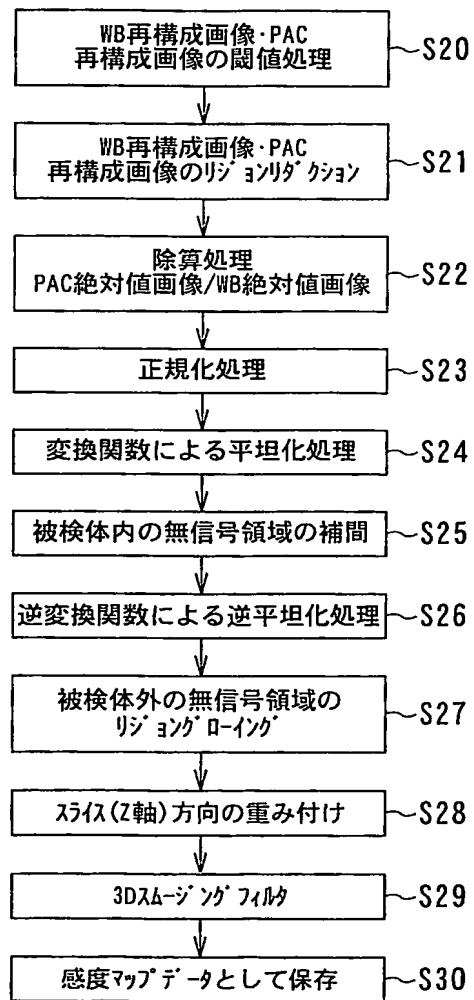 WB再構成画像・PAC
再構成画像の閾値処理
S20
WB再構成画像・PAC
再構成画像のﾘｼﾞｮﾝﾘﾀﾞｸｼｮﾝ
S21
除算処理
PAC絶対値画像/WB絶対値画像
S22
正規化処理
S23
変換関数による平坦化処理
S24
被検体内の無信号領域の補間
S25
逆変換関数による逆平坦化処理
S26
被検体外の無信号領域の
ﾘｼﾞｮﾝｸﾞﾛｰｲﾝｸﾞ
S27
ｽﾗｲｽ(Z軸)方向の重み付け
S28
3Dｽﾑｰｼﾞﾝｸﾞﾌｨﾙﾀ
S29
感度ﾏｯﾌﾟﾃﾞｰﾀとして保存
S30